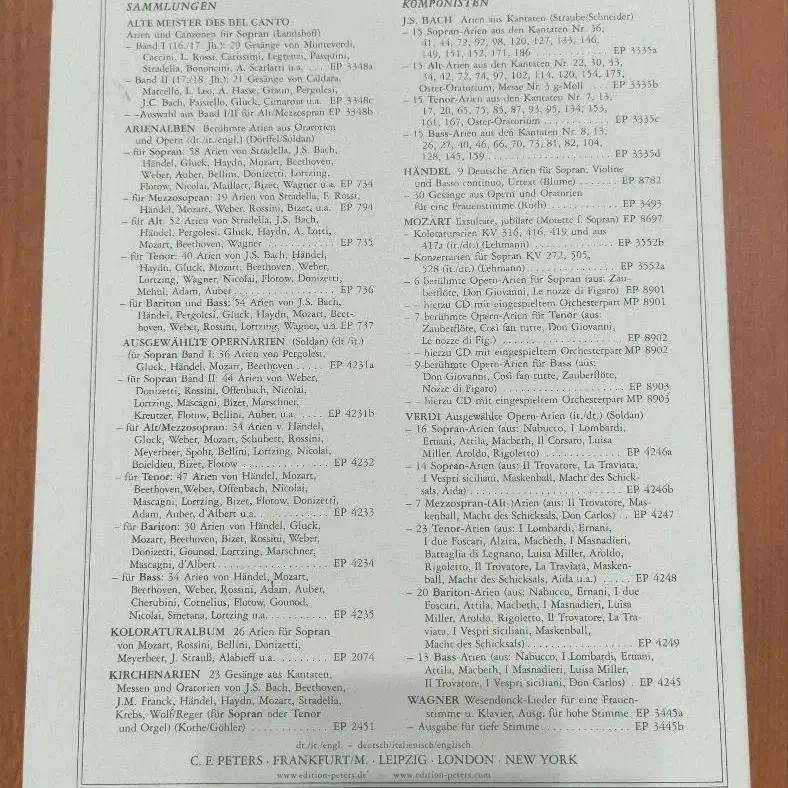 SAMMLUNGEN
ALTE MEISTER DES BEL CANTO
Arien und Canzonen für Sopran (Landshoff)
– Band I (16./17. Jh.): 29 Gesänge von Monteverdi,
Caccini, L. Rossi, Carissimi, Legrenzi, Pasquini,
Stradella, Bononcini, A. Scarlatti u.a. .... EP 3348a
– Band II (17./18. Jh.); 21 Gesänge von Caldara,
Marcello, L. Leo, A. Hasse, Graun, Pergolesi,
J.C. Bach, Paisiello, Gluck, Cimarosa u.a. EP 3348c
– –Auswahl aus Band I/II für Alt/Mezzosopran EP 3348b
ARIENALBEN Berühmte Arien aus Oratorien
und Opern (dt./it./engl.) (Dörffel/Soldan)
– für Sopran: 58 Arien von Stradella, J.S. Bach,
Händel, Gluck, Haydn, Mozart, Beethoven,
Weber, Auber, Bellini, Donizetti, Lortzing,
Flotow, Nicolai, Maillart, Bizet, Wagner u.a. EP 734
– für Mezzosopran: 19 Arien von Stradella, F. Rossi,
Händel, Mozart, Weber, Rossini, Bizet, u.a. EP 794
– für Alt: 52 Arien von Stradella, J.S. Bach,
Händel, Pergolesi, Gluck, Haydn, A. Lotti,
Mozart, Beethoven, Wagner ............ EP 735
– für Tenor: 40 Arien von J.S. Bach, Händel,
Haydn, Gluck, Mozart, Beethoven, Weber,
Lortzing, Wagner, Nicolai, Flotow, Donizetti,
Mehul, Adam, Auber ................. EP 736
– für Bariton und Bass: 54 Arien von J.S. Bach,
Händel, Pergolesi, Gluck, Haydn, Mozart, Beet-
hoven, Weber, Rossini, Lortzing, Wagner, u.a. EP 737
AUSGEWÄHLTE OPERNARIEN (Soldan) (dt./it.)
– für Sopran Band I: 36 Arien von Pergolesi,
Gluck, Händel, Mozart, Beethoven ..... EP 4231a
– für Sopran Band II: 44 Arien von Weber,
Donizetti, Rossini, Offenbach, Nicolai,
Lortzing, Mascagni, Bizet, Marschner,
Kreutzer, Flotow, Bellini, Auber, u.a. .... EP 4231b
– für Alt/Mezzosopran: 34 Arien v. Händel,
Gluck, Weber, Mozart, Schubert, Rossini,
Meyerbeer, Spohr, Bellini, Lortzing, Nicolai,
Boieldieu, Bizet, Flotow .............. EP 4232
– für Tenor: 47 Arien von Händel, Mozart,
Beethoven,Weber, Offenbach, Nicolai,
Mascagni, Lortzing, Bizet, Flotow, Donizetti,
Adam, Auber, d'Albert u.a. ............ EP 4233
– für Bariton: 30 Arien von Händel, Gluck,
Mozart, Beethoven, Bizet, Rossini, Weber,
Donizetti, Gounod, Lortzing, Marschner,
Mascagni, d'Albert .................. EP 4234
– für Bass: 34 Arien von Händel, Mozart,
Beethoven, Weber, Rossini, Adam, Auber,
Cherubini, Cornelius, Flotow, Gounod,
Nicolai, Smetana, Lortzing u.a. ......... EP 4235
KOLORATURALBUM 26 Arien für Sopran
von Mozart, Rossini, Bellini, Donizetti,
Meyerbeer, J. Strauß, Alabieff u.a. ........ EP 2074
KIRCHENARIEN 23 Gesänge aus Kantaten,
Messen und Oratorien von J.S. Bach, Beethoven,
J.M. Franck, Händel, Haydn, Mozart, Stradella,
Krebs, Wolf/Reger (für Sopran oder Tenor
und Orgel) (Kothe/Göhler) ............. EP 2451
KOMPONISTEN
J.S. BACH Arien aus Kantaten (Straube/Schneider)
– 15 Sopran-Arien aus den Kantaten Nr. 36,
41, 44, 72, 92, 98, 120, 127, 133, 146,
149, 151, 152, 171, 186 ............. EP 3335a
– 15 Alt-Arien aus den Kantaten Nr. 22, 30, 33,
34, 42, 72, 74, 97, 102, 114, 120, 154, 175,
Oster-Oratorium, Messe Nr. 3 g-Moll .... EP 3335b
– 15 Tenor-Arien aus den Kantaten Nr. 7, 13,
17, 20, 65, 75, 85, 87, 93, 95, 134, 153,
161, 167, Oster-Oratorium ............ EP 3335c
– 15 Bass-Arien aus den Kantaten Nr. 8, 13,
26, 27, 40, 46, 66, 70, 73, 81, 82, 104,
128, 145, 159 ..................... EP 3335d
HÄNDEL 9 Deutsche Arien für Sopran, Violine
und Basso continuo, Urtext (Blume) ....... EP 8782
– 30 Gesänge aus Opern und Oratorien
für eine Frauenstimme (Roth) ........... EP 3493
MOZART Exsultate, jubilate (Motette f. Sopran) EP 8697
– Koloraturarien KV 316, 416, 419 und aus
417a (it./dt.) (Lehmann) ............. EP 3552b
– Konzertarien für Sopran KV 272, 505,
528 (it./dt.) (Lehmann) .............. EP 3552a
– 6 berühmte Opern-Arien für Sopran (aus: Zau-
berflöte, Don Giovanni, Le nozze di Figaro) EP 8901
– – hierzu CD mit eingespieltem Orchesterpart MP 8901
– 7 berühmte Opern-Arien für Tenor (aus:
Zauberflöte, Così fan tutte, Don Giovanni,
Le nozze di Fig.) ................... EP 8902
– – hierzu CD mit eingespieltem Orchesterpart MP 8902
– 9 berühmte Opern-Arien für Bass (aus:
Don Giovanni, Così fan tutte, Zauberflöte,
Nozze di Figaro) ................... EP 8903
– – hierzu CD mit eingespieltem Orchesterpart MP 8903
VERDI Ausgewählte Opern-Arien (it./dt.) (Soldau)
– 16 Sopran-Arien (aus: Nabucco, I Lombardi,
Ernani, Attila, Macbeth, Il Corsaro, Luisa
Miller, Aroldo, Rigoletto) ............. EP 4246a
– 14 Sopran-Arien (aus: Il Trovatore, La Traviata,
I Vespri siciliani, Maskenball, Macht des Schick-
sals, Aida) ........................ EP 4246b
– 7 Mezzospran-(Alt-)Arien (aus: Il Trovatore, Mas-
kenball, Macht des Schicksals, Don Carlos) .. EP 4247
– 23 Tenor-Arien (aus: I Lombardi, Ernani,
I due Foscari, Alzira, Macbeth, I Masnadieri,
Battaglia di Legnano, Luisa Miller, Aroldo,
Rigoletto, Il Trovatore, La Traviata, Masken-
ball, Macht des Schicksals, Aida u.a.) ..... EP 4248
– 20 Bariton-Arien (aus: Nabucco, Ernani, I due
Foscari, Attila, Macbeth, I Masnadieri, Luisa
Miller, Aroldo, Rigoletto, Il Trovatore, La Tra-
viata, I Vespri siciliani, Maskenball,
Macht des Schicksals) ................ EP 4249
– 13 Bass-Arien (aus: Nabucco, I Lombardi, Ernani,
Attila, Macbeth, I Masnadieri, Luisa Miller,
Il Trovatore, I Vespri siciliani, Don Carlos) . EP 4245
WAGNER Wesendonck-Lieder für eine Frauen-
stimme u. Klavier, Ausg. für hohe Stimme EP 3445a
– Ausgabe für tiefe Stimme .............. EP 3445b
dt./it./engl. – deutsch/italienisch/englisch
C. F. PETERS · FRANKFURT/M. · LEIPZIG · LONDON · NEW YORK
www.edition-peters.de – www.edition-peters.com